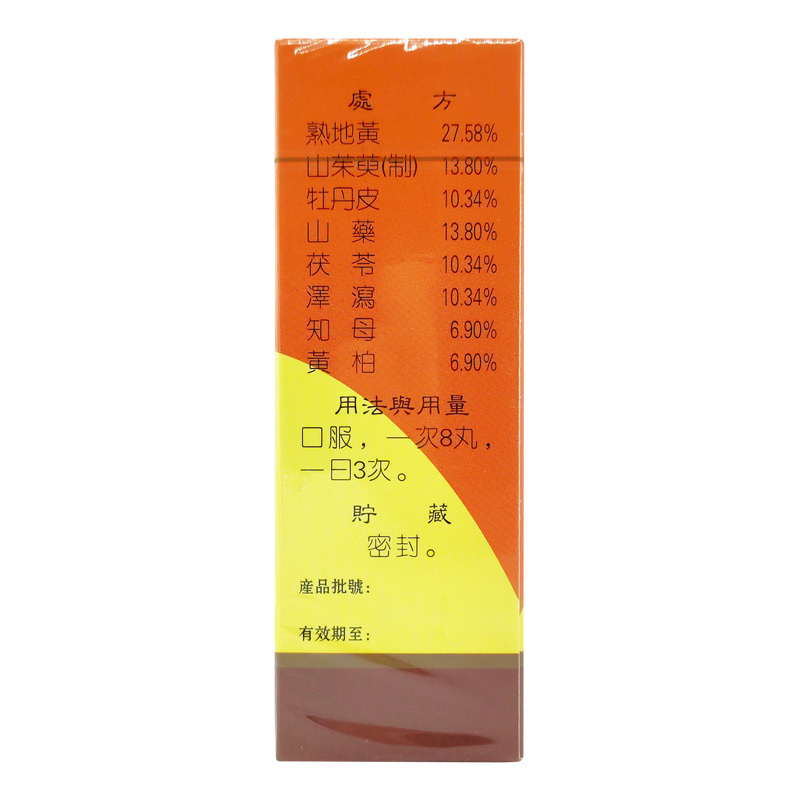 處 方
熟地黃 27.58%
山茱萸(制) 13.80%
牡丹皮 10.34%
山 藥 13.80%
茯 苓 10.34%
澤 瀉 10.34%
知 母 6.90%
黃 柏 6.90%
用法與用量
口服，一次8丸，
一日3次。
貯 藏
密封。
産品批號：
有效期至：